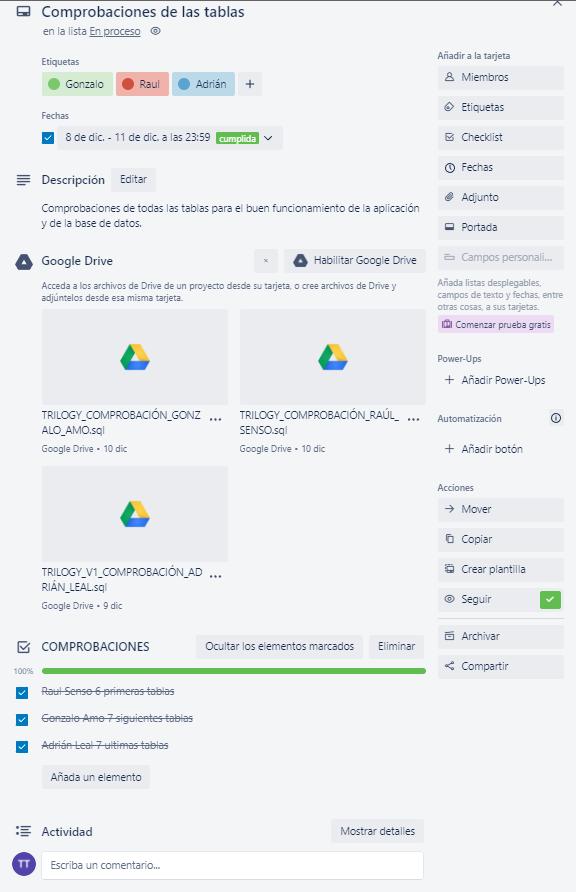 Comprobaciones de las tablas
en la lista En proceso
Etiquetas
Gonzalo
Raul
Adrián
+
Fechas
8 de dic. - 11 de dic. a las 23:59 cumplida
Descripción
Editar
Comprobaciones de todas las tablas para el buen funcionamiento de la aplicación
y de la base de datos.
Google Drive
Habilitar Google Drive
Acceda a los archivos de Drive de un proyecto desde su tarjeta, o cree archivos de Drive y
adjúntelos desde esa misma tarjeta.
TRILOGY_COMPROBACIÓN_GONZ
ALO_AMO.sql
Google Drive • 10 dic
TRILOGY_COMPROBACIÓN_RAÚL_
SENSO.sql
Google Drive • 10 dic
TRILOGY_V1_COMPROBACIÓN_AD
RIÁN_LEAL.sql
Google Drive • 9 dic
COMPROBACIONES
Ocultar los elementos marcados
Eliminar
100%
Raul Senso 6 primeras tablas
Gonzalo Amo 7 siguientes tablas
Adrián Leal 7 ultimas tablas
Añada un elemento
Actividad
Mostrar detalles
TT
Escriba un comentario...
Añadir a la tarjeta
Miembros
Etiquetas
Checklist
Fechas
Adjunto
Portada
Campos personali...
Añada listas desplegables,
campos de texto y fechas, entre
otras cosas, a sus tarjetas.
Comenzar prueba gratis
Power-Ups
+ Añadir Power-Ups
Automatización
+ Añadir botón
Acciones
Mover
Copiar
Crear plantilla
Seguir
Archivar
Compartir